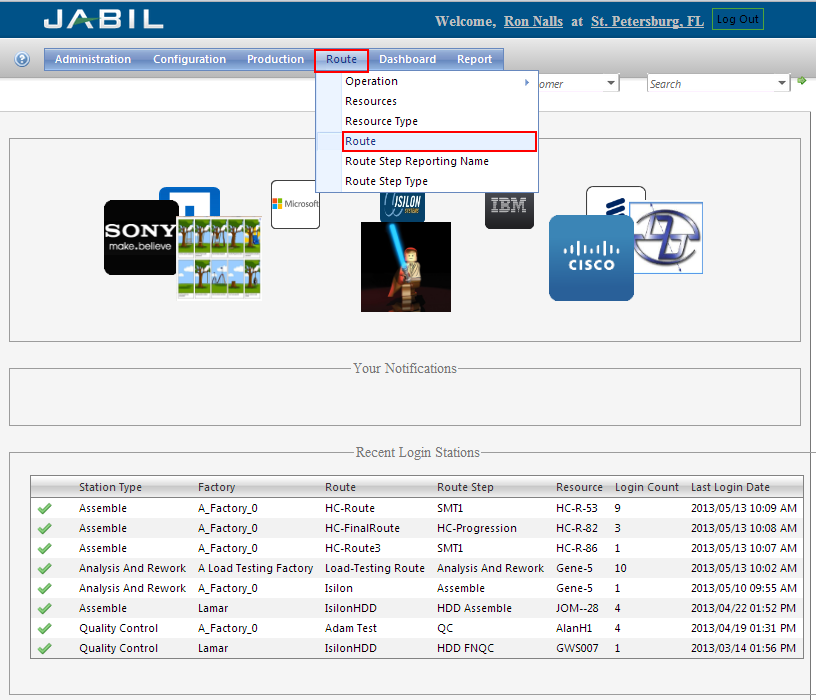 JABIL
Welcome, Ron Nalls at St. Petersburg, FL Log Out
? Administration Configuration Production Route Dashboard Report
Operation
Resources
Resource Type
Route
Route Step Reporting Name
Route Step Type
omer
Search
SONY
make.believe
Microsoft
ISILON
SYSTEMS
IBM
CISCO
Your Notifications
Recent Login Stations
Station Type Factory Route Route Step Resource Login Count Last Login Date
Assemble A_Factory_0 HC-Route SMT1 HC-R-53 9 2013/05/13 10:09 AM
Assemble A_Factory_0 HC-FinalRoute HC-Progression HC-R-82 3 2013/05/13 10:08 AM
Assemble A_Factory_0 HC-Route3 SMT1 HC-R-86 1 2013/05/13 10:07 AM
Analysis And Rework A Load Testing Factory Load-Testing Route Analysis And Rework Gene-5 10 2013/05/13 10:02 AM
Analysis And Rework A_Factory_0 Isilon Assemble Gene-5 1 2013/05/10 09:55 AM
Assemble Lamar IsilonHDD HDD Assemble JOM--28 4 2013/04/22 01:52 PM
Quality Control A_Factory_0 Adam Test QC AlanH1 4 2013/04/19 01:31 PM
Quality Control Lamar IsilonHDD HDD FNQC GWS007 1 2013/03/14 01:56 PM